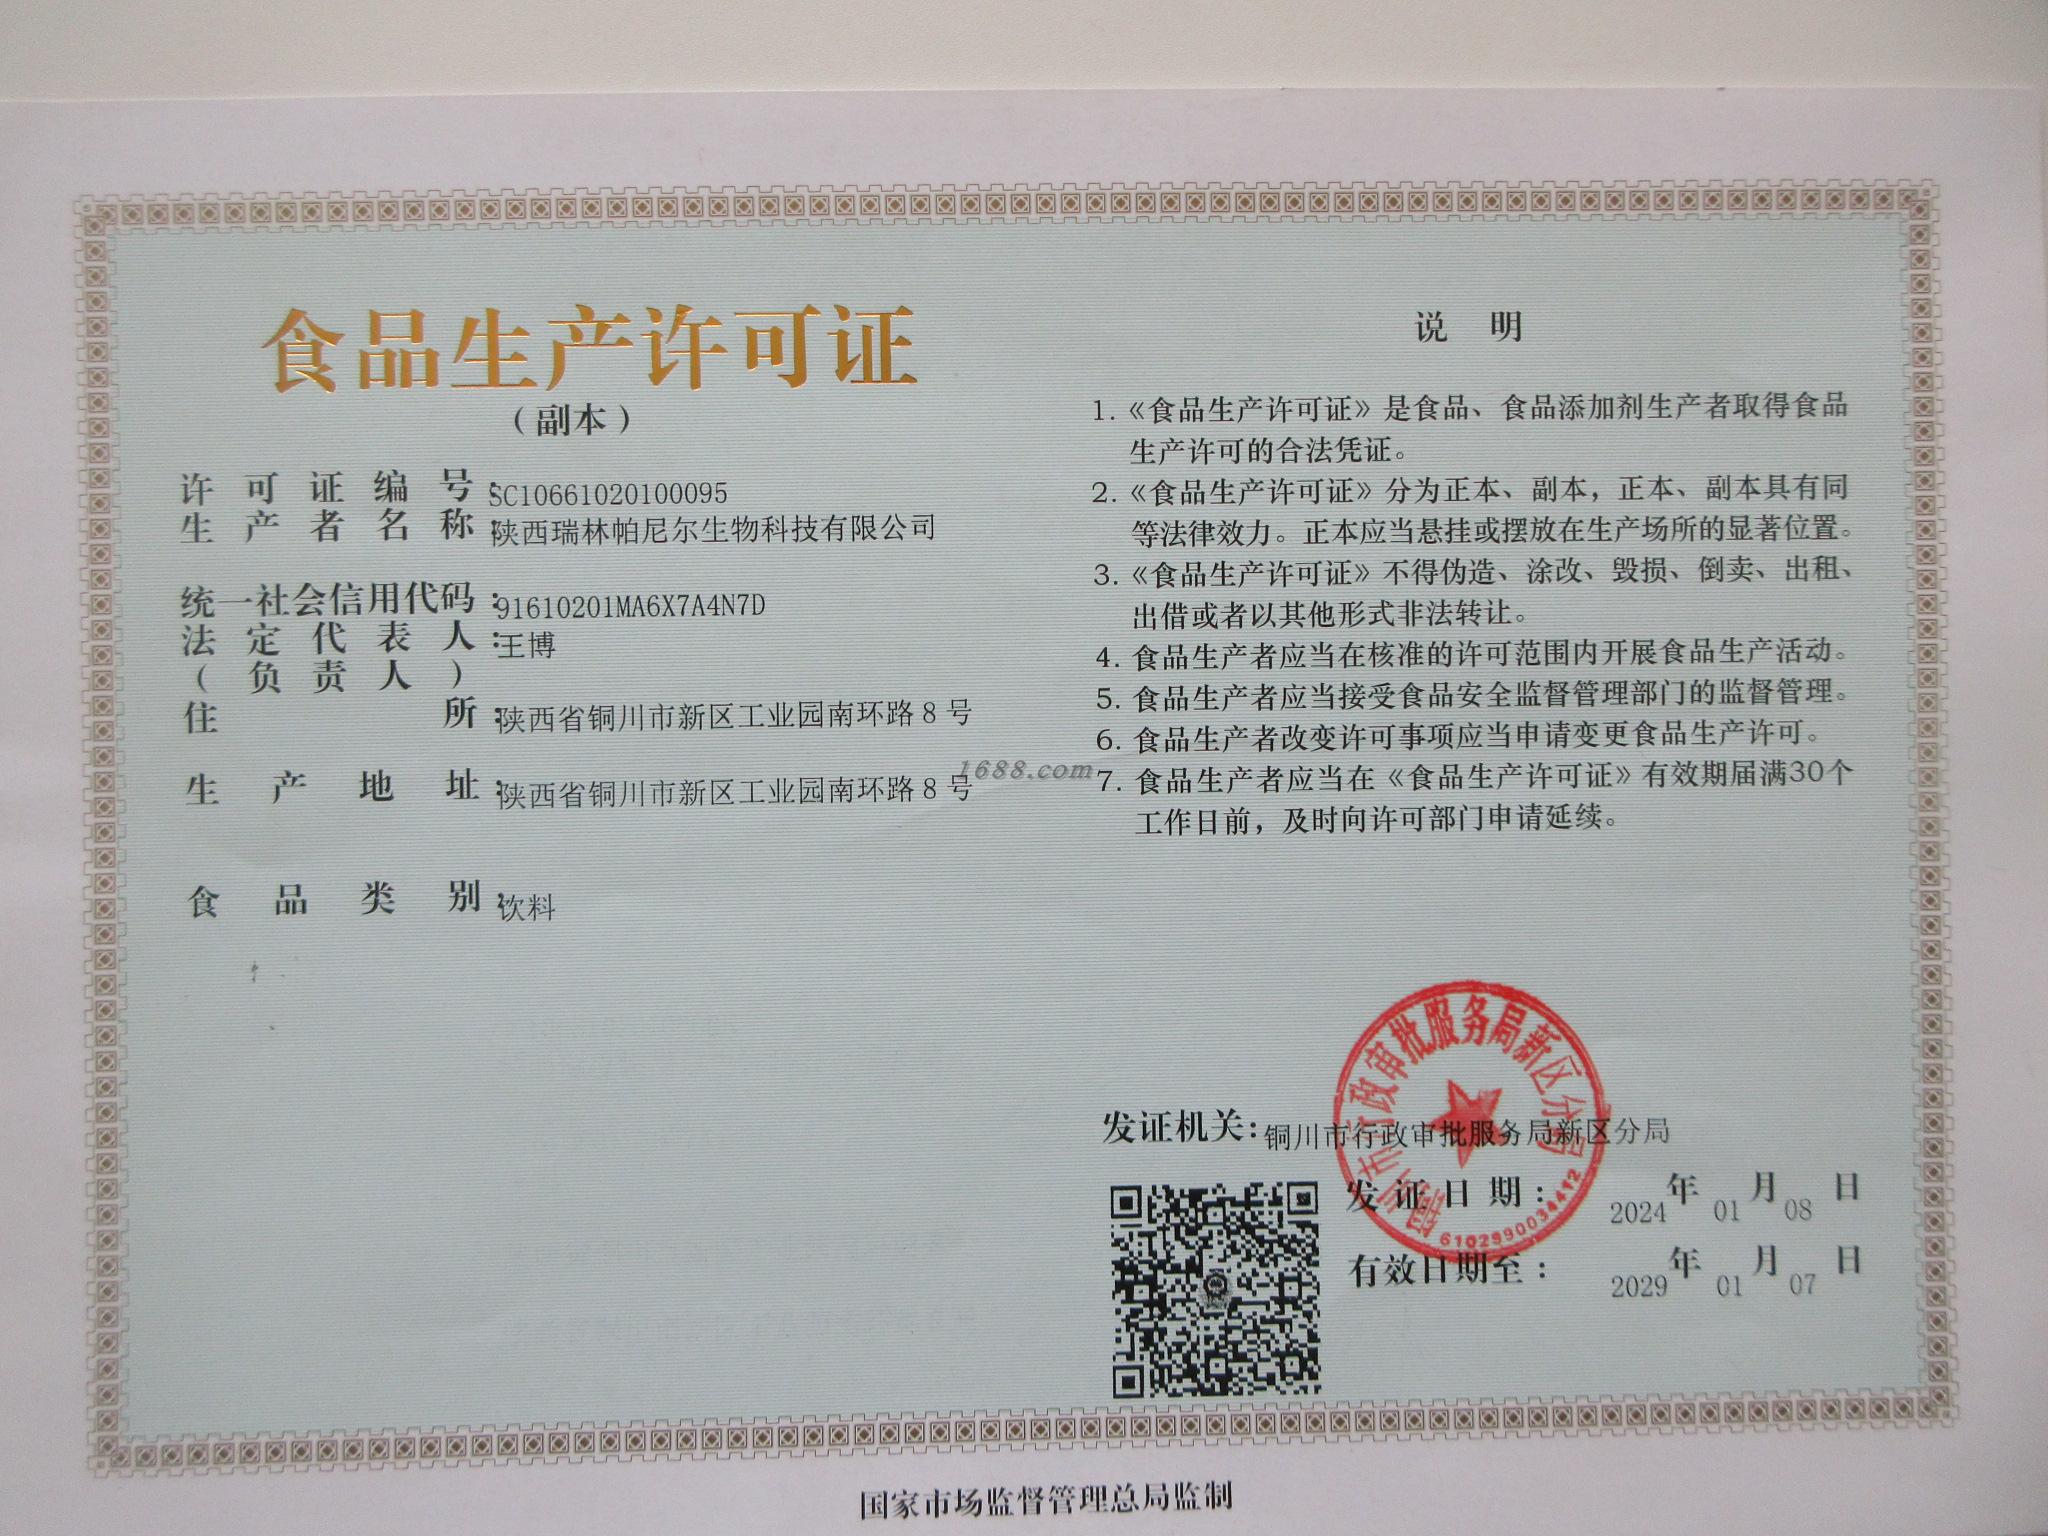 食品生产许可证
（副本）
许可证编号：SC10661020100095
生产者名称：陕西瑞林帕尼尔生物科技有限公司
统一社会信用代码：91610201MA6X7A4N7D
法定代表人：王博
（负责人）
住所：陕西省铜川市新区工业园南环路8号
生产地址：陕西省铜川市新区工业园南环路8号
食品类别：饮料
说 明
1.《食品生产许可证》是食品、食品添加剂生产者取得食品
生产许可的合法凭证。
2.《食品生产许可证》分为正本、副本，正本、副本具有同
等法律效力。正本应当悬挂或摆放在生产场所的显著位置。
3.《食品生产许可证》不得伪造、涂改、毁损、倒卖、出租、
出借或者以其他形式非法转让。
4. 食品生产者应当在核准的许可范围内开展食品生产活动。
5. 食品生产者应当接受食品安全监督管理部门的监督管理。
6. 食品生产者改变许可事项应当申请变更食品生产许可。
7. 食品生产者应当在《食品生产许可证》有效期届满30个
工作日前，及时向许可部门申请延续。
1688.com
发证机关：铜川市行政审批服务局新区分局
铜川市行政审批服务局新区分局
6102990034412
发证日期：2024年01月08日
有效日期至：2029年01月07日
国家市场监督管理总局监制